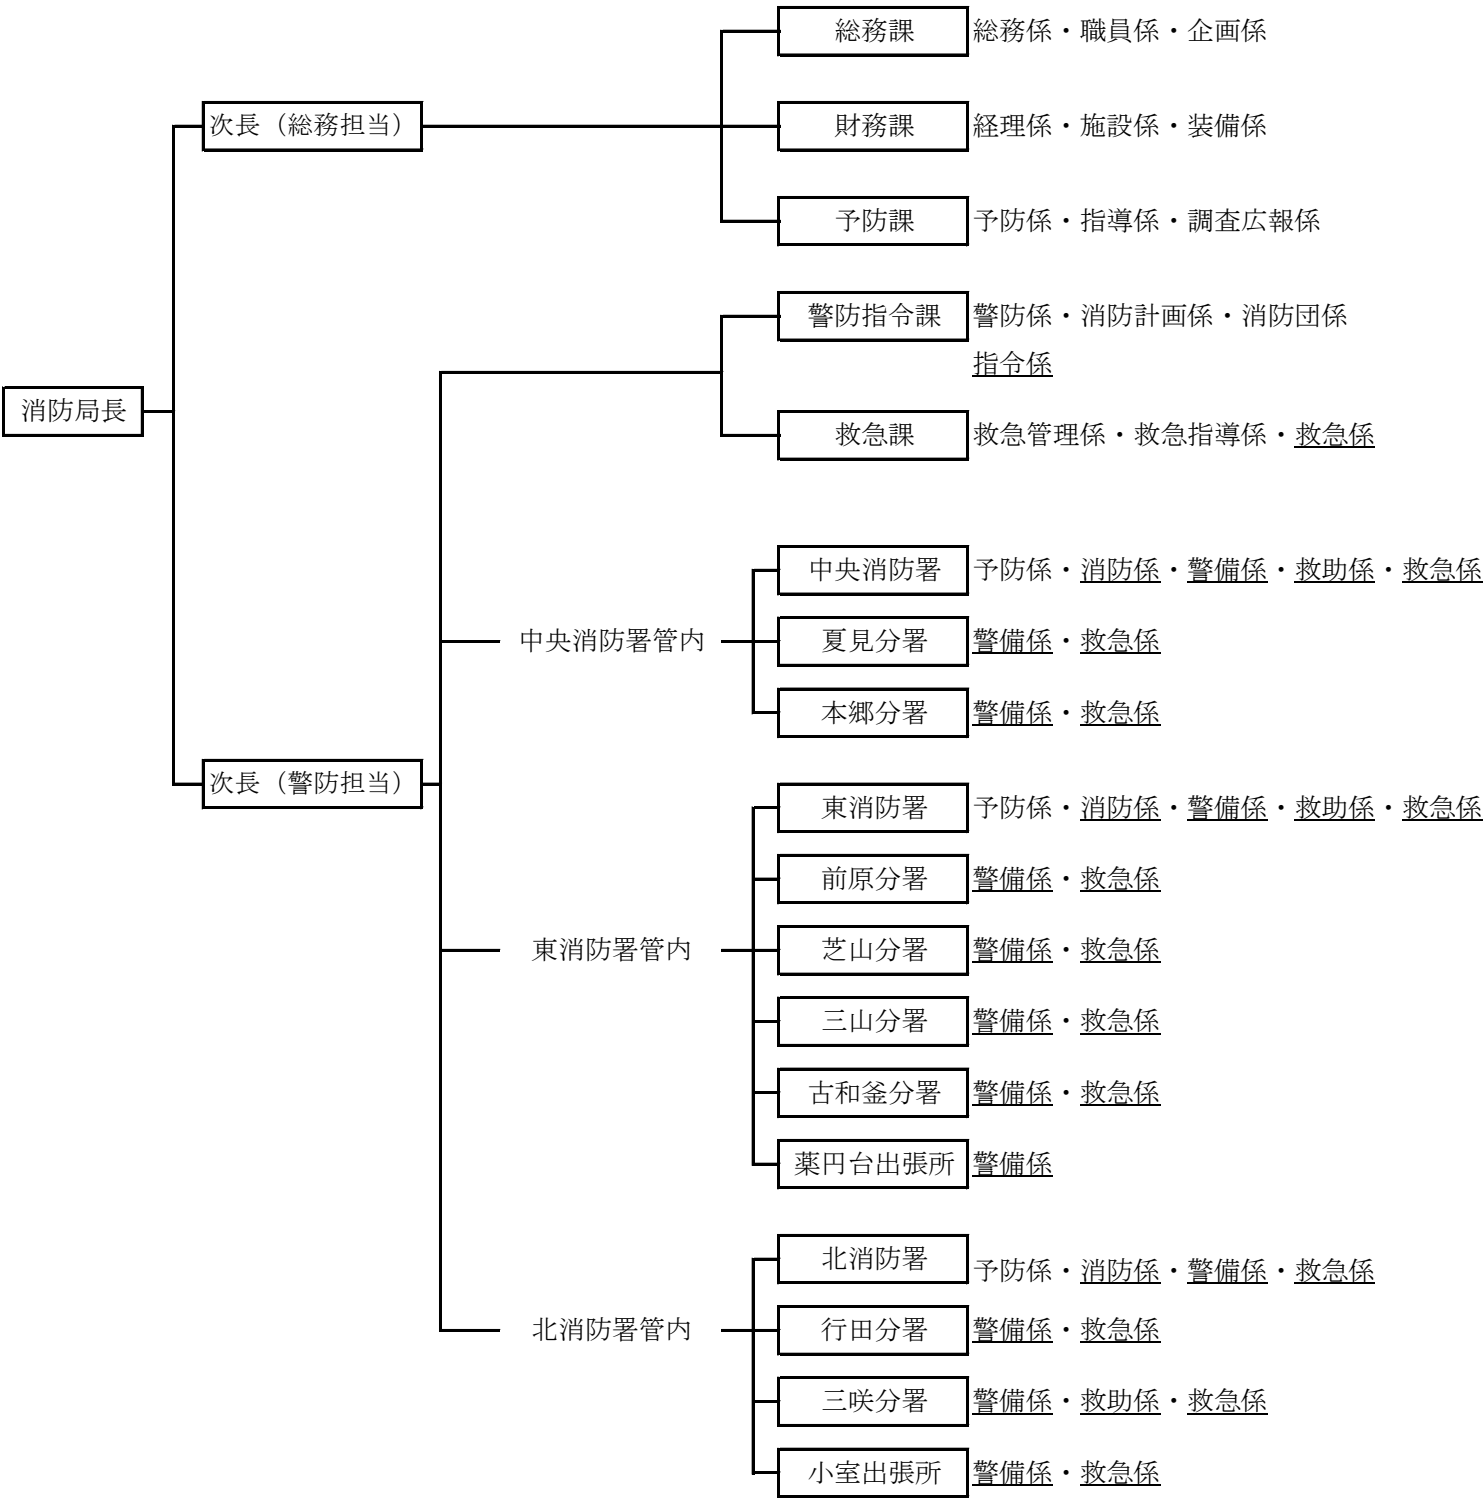 総務課 総務係・職員係・企画係
次長（総務担当） 財務課 経理係・施設係・装備係
予防課 予防係・指導係・調査広報係
警防指令課 警防係・消防計画係・消防団係
指令係
消防局長
救急課 救急管理係・救急指導係・救急係
中央消防署 予防係・消防係・警備係・救助係・救急係
中央消防署管内 夏見分署 警備係・救急係
本郷分署 警備係・救急係
次長（警防担当）
東消防署 予防係・消防係・警備係・救助係・救急係
前原分署 警備係・救急係
東消防署管内 芝山分署 警備係・救急係
三山分署 警備係・救急係
古和釜分署 警備係・救急係
薬円台出張所 警備係
北消防署 予防係・消防係・警備係・救急係
北消防署管内 行田分署 警備係・救急係
三咲分署 警備係・救助係・救急係
小室出張所 警備係・救急係